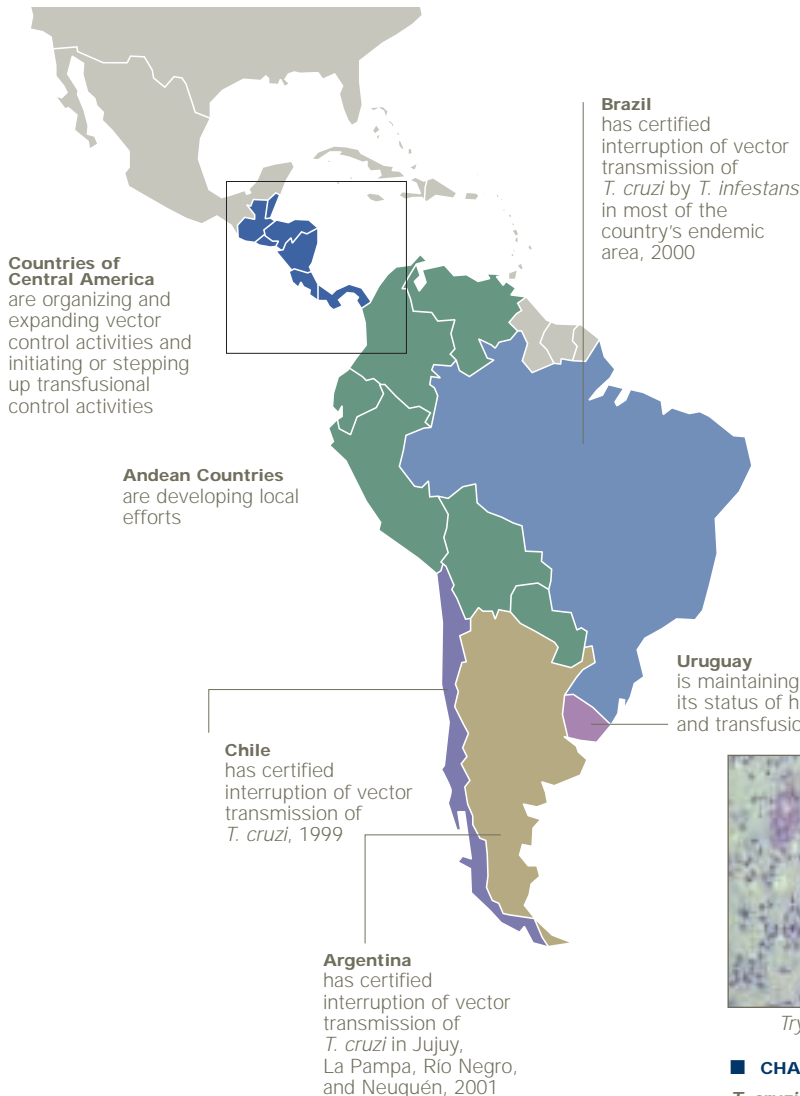 Brazil
has certified
interruption of vector
transmission of
T. cruzi by T. infestans
in most of the
country's endemic
area, 2000
Countries of
Central America
are organizing and
expanding vector
control activities and
initiating or stepping
up transfusional
control activities
Andean Countries
are developing local
efforts
Uruguay
is maintaining
its status of
and
Chile
has certified
interruption of vector
transmission of
T. cruzi, 1999
Argentina
has certified
interruption of vector
transmission of
T. cruzi in Jujuy,
La Pampa, Río Negro,
and Neuquén, 2001